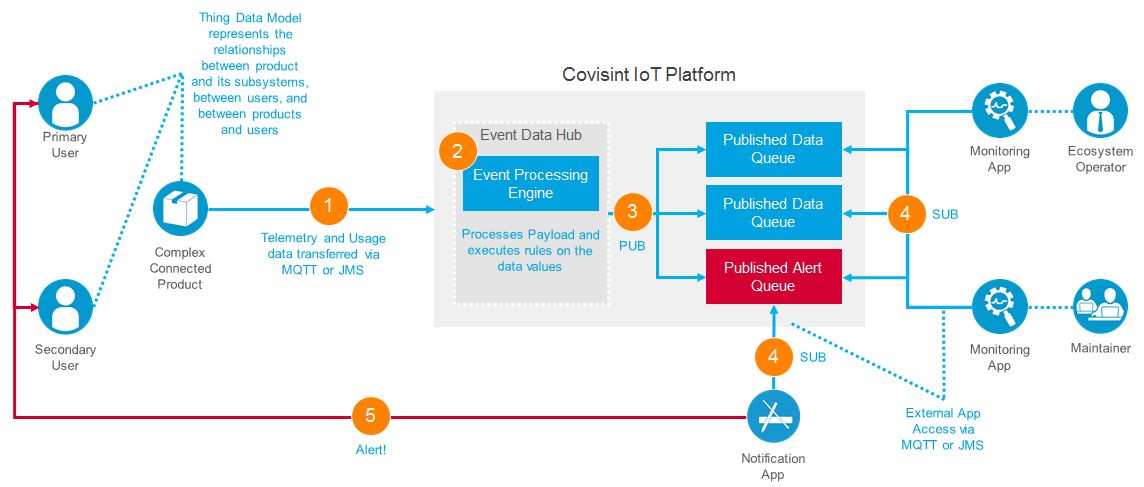 Thing Data Model
represents the
relationships
between product
and its subsystems,
between users, and
between products
and users
Primary
User
Secondary
User
Complex
Connected
Product
1
Telemetry and Usage
data transferred via
MQTT or JMS
Covisint IoT Platform
Event Data Hub
2
Event Processing
Engine
Processes Payload and
executes rules on the
data values
3
PUB
Published Data
Queue
Published Data
Queue
Published Alert
Queue
4
SUB
Monitoring
App
Ecosystem
Operator
Monitoring
App
Maintainer
4
SUB
External App
Access via
MQTT or JMS
Notification
App
5
Alert!